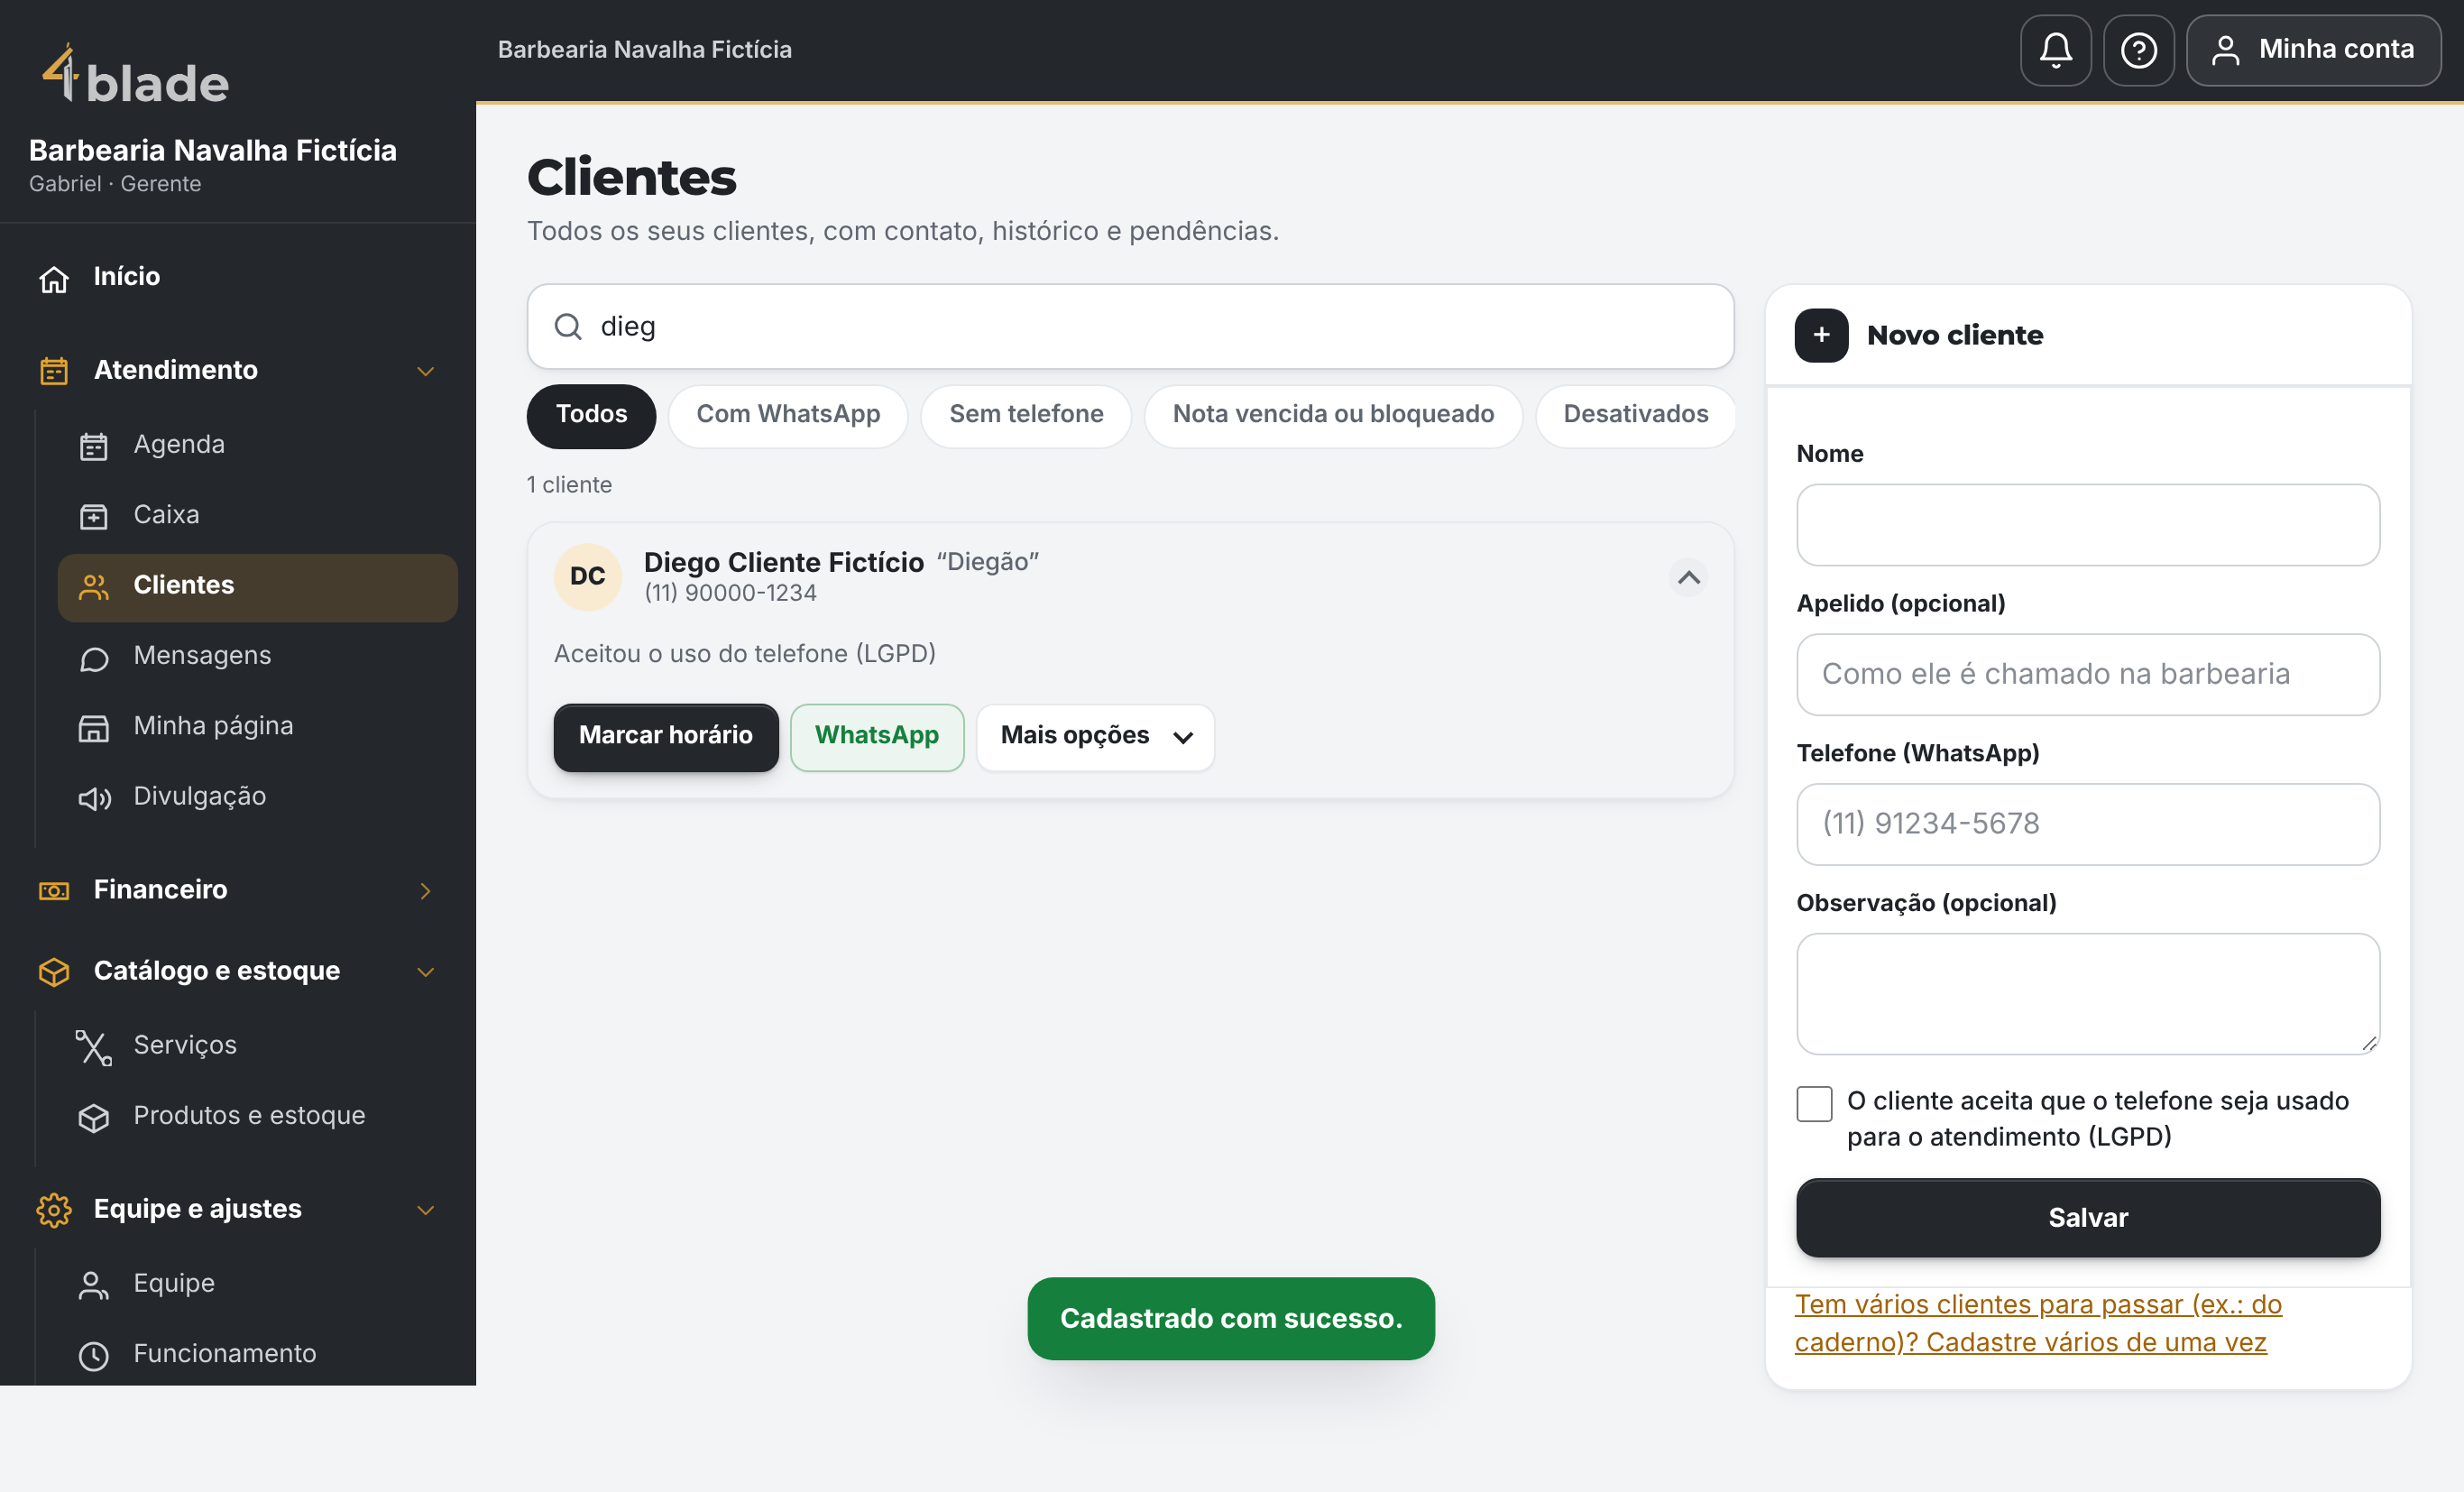 4blade
Barbearia Navalha Fictícia
Gabriel · Gerente
Início
Atendimento
Agenda
Caixa
Clientes
Mensagens
Minha página
Divulgação
Financeiro
Catálogo e estoque
Serviços
Produtos e estoque
Equipe e ajustes
Equipe
Funcionamento
Barbearia Navalha Fictícia
Minha conta
Clientes
Todos os seus clientes, com contato, histórico e pendências.
dieg
Todos
Com WhatsApp
Sem telefone
Nota vencida ou bloqueado
Desativados
1 cliente
DC
Diego Cliente Fictício “Diegão”
(11) 90000-1234
Aceitou o uso do telefone (LGPD)
Marcar horário
WhatsApp
Mais opções
Cadastrado com sucesso.
+ Novo cliente
Nome
Apelido (opcional)
Como ele é chamado na barbearia
Telefone (WhatsApp)
(11) 91234-5678
Observação (opcional)
O cliente aceita que o telefone seja usado
para o atendimento (LGPD)
Salvar
Tem vários clientes para passar (ex.: do
caderno)? Cadastre vários de uma vez